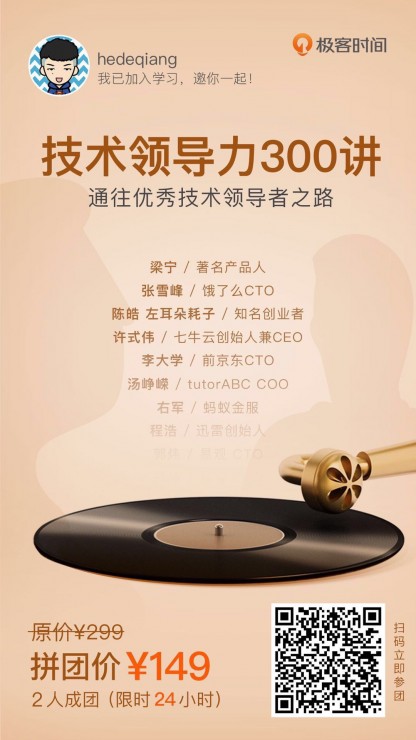 hedeqiang
我已加入学习，邀你一起！
极客时间
技术领导力300讲
通往优秀技术领导者之路
梁宁 / 著名产品人
张雪峰 / 饿了么CTO
陈皓 左耳朵耗子 / 知名创业者
许式伟 / 七牛云创始人兼CEO
李大学 / 前京东CTO
汤峥嵘 / tutorABC COO
右军 / 蚂蚁金服
程浩 / 迅雷创始人
CTO
原价¥299
拼团价 ¥149
2人成团（限时24小时）
扫码立即参团